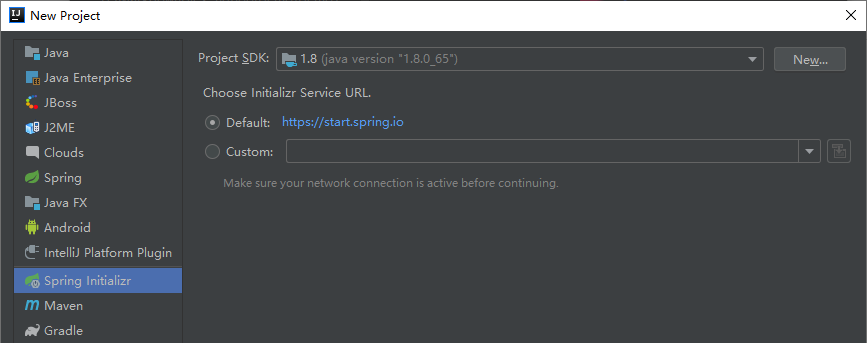 New Project
Java
Java Enterprise
JBoss
J2ME
Clouds
Spring
Java FX
Android
IntelliJ Platform Plugin
Spring Initializr
Maven
Gradle
Project SDK: 1.8 (java version "1.8.0_65") New...
Choose Initializr Service URL.
Default: https://start.spring.io
Custom:
Make sure your network connection is active before continuing.